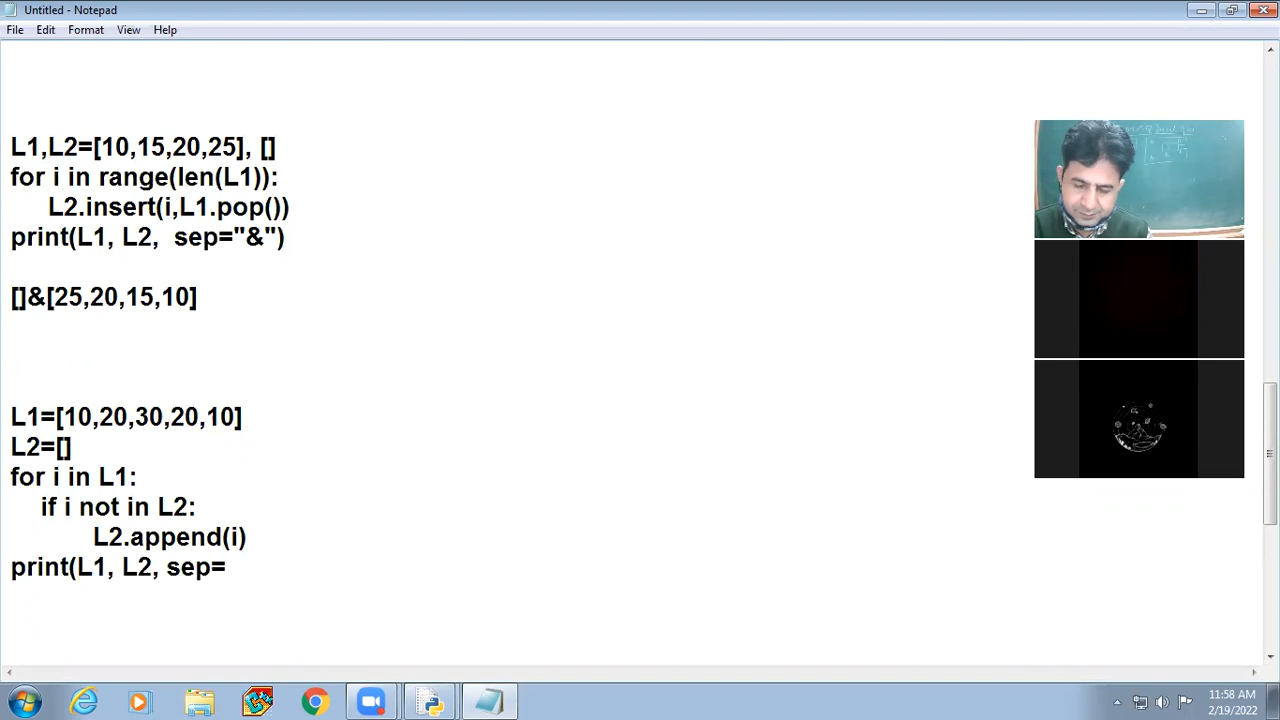 Untitled - Notepad
File Edit Format View Help
L1,L2=[10,15,20,25], []
for i in range(len(L1)):
L2.insert(i,L1.pop())
print(L1, L2,  sep="&")
[]&[25,20,15,10]
L1=[10,20,30,20,10]
L2=[]
for i in L1:
if i not in L2:
L2.append(i)
print(L1, L2, sep=
11:58 AM
2/19/2022